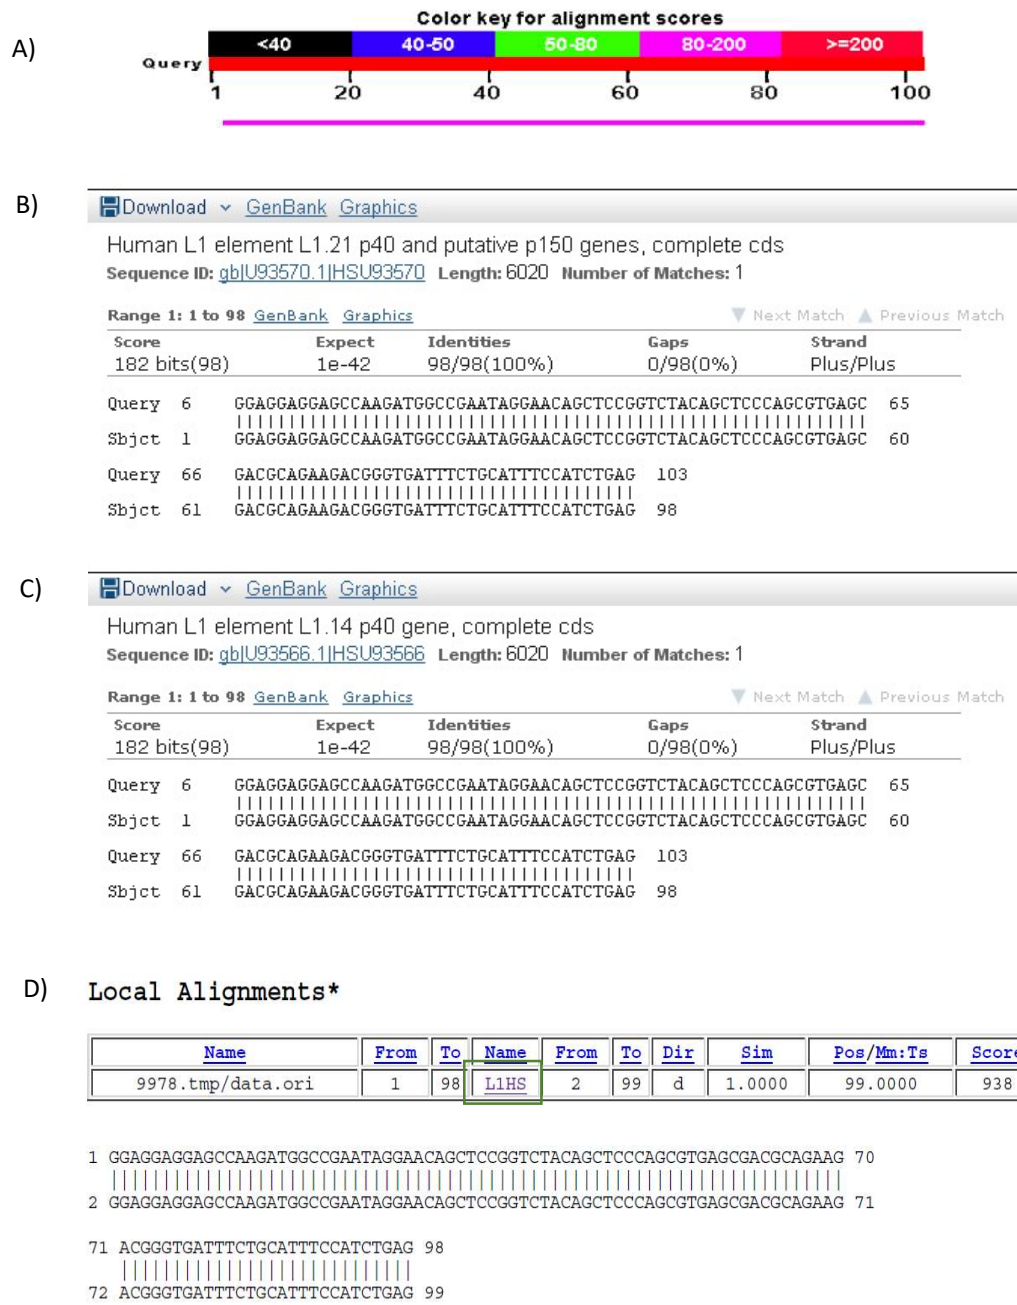 A)
Color key for alignment scores
<40 40-50 50-80 80-200 >=200
Query
1 20 40 60 80 100
B)
Download GenBank Graphics
Human L1 element L1.21 p40 and putative p150 genes, complete cds
Sequence ID: gb|U93570.1|HSU93570 Length: 6020 Number of Matches: 1
Range 1: 1 to 98 GenBank Graphics Next Match Previous Match
Score Expect Identities Gaps Strand
182 bits(98) 1e-42 98/98(100%) 0/98(0%) Plus/Plus
Query 6 GGAGGAGGAGCCAAGATGGCCGAATAGGAACAGCTCCGGTCTACAGCTCCCAGCGTGAGC 65
Sbjct 1 GGAGGAGGAGCCAAGATGGCCGAATAGGAACAGCTCCGGTCTACAGCTCCCAGCGTGAGC 60
Query 66 GACGCAGAAGACGGGTGATTTCTGCATTTCCATCTGAG 103
Sbjct 61 GACGCAGAAGACGGGTGATTTCTGCATTTCCATCTGAG 98
C)
Download GenBank Graphics
Human L1 element L1.14 p40 gene, complete cds
Sequence ID: gb|U93566.1|HSU93566 Length: 6020 Number of Matches: 1
Range 1: 1 to 98 GenBank Graphics Next Match Previous Match
Score Expect Identities Gaps Strand
182 bits(98) 1e-42 98/98(100%) 0/98(0%) Plus/Plus
Query 6 GGAGGAGGAGCCAAGATGGCCGAATAGGAACAGCTCCGGTCTACAGCTCCCAGCGTGAGC 65
Sbjct 1 GGAGGAGGAGCCAAGATGGCCGAATAGGAACAGCTCCGGTCTACAGCTCCCAGCGTGAGC 60
Query 66 GACGCAGAAGACGGGTGATTTCTGCATTTCCATCTGAG 103
Sbjct 61 GACGCAGAAGACGGGTGATTTCTGCATTTCCATCTGAG 98
D)
Local Alignments*
Name From To Name From To Dir Sim Pos/Mm:Ts Score
9978.tmp/data.ori 1 98 L1HS 2 99 d 1.0000 99.0000 938
1 GGAGGAGGAGCCAAGATGGCCGAATAGGAACAGCTCCGGTCTACAGCTCCCAGCGTGAGCGACGCAGAAG 70
2 GGAGGAGGAGCCAAGATGGCCGAATAGGAACAGCTCCGGTCTACAGCTCCCAGCGTGAGCGACGCAGAAG 71
71 ACGGGTGATTTCTGCATTTCCATCTGAG 98
72 ACGGGTGATTTCTGCATTTCCATCTGAG 99